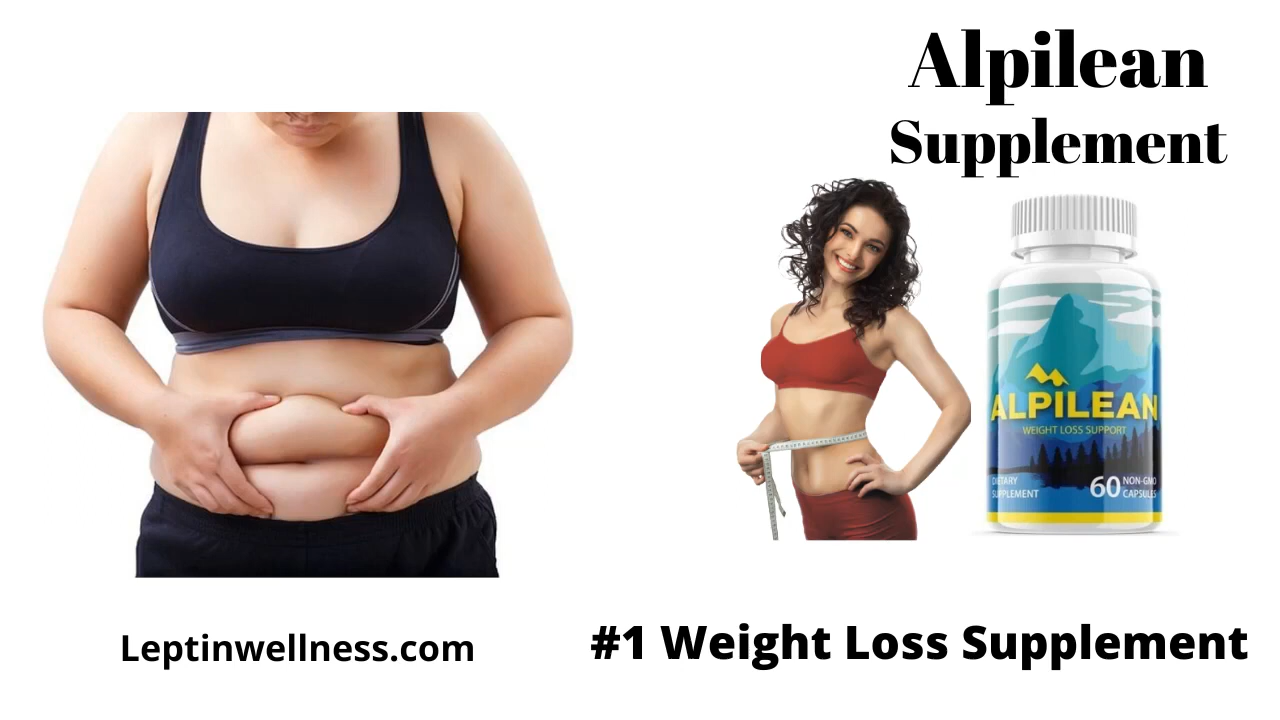 Alpilean
Supplement
ALPILEAN
WEIGHT LOSS SUPPORT
DIETARY
SUPPLEMENT
60 NON-GMO
CAPSULES
Leptinwellness.com
#1 Weight Loss Supplement